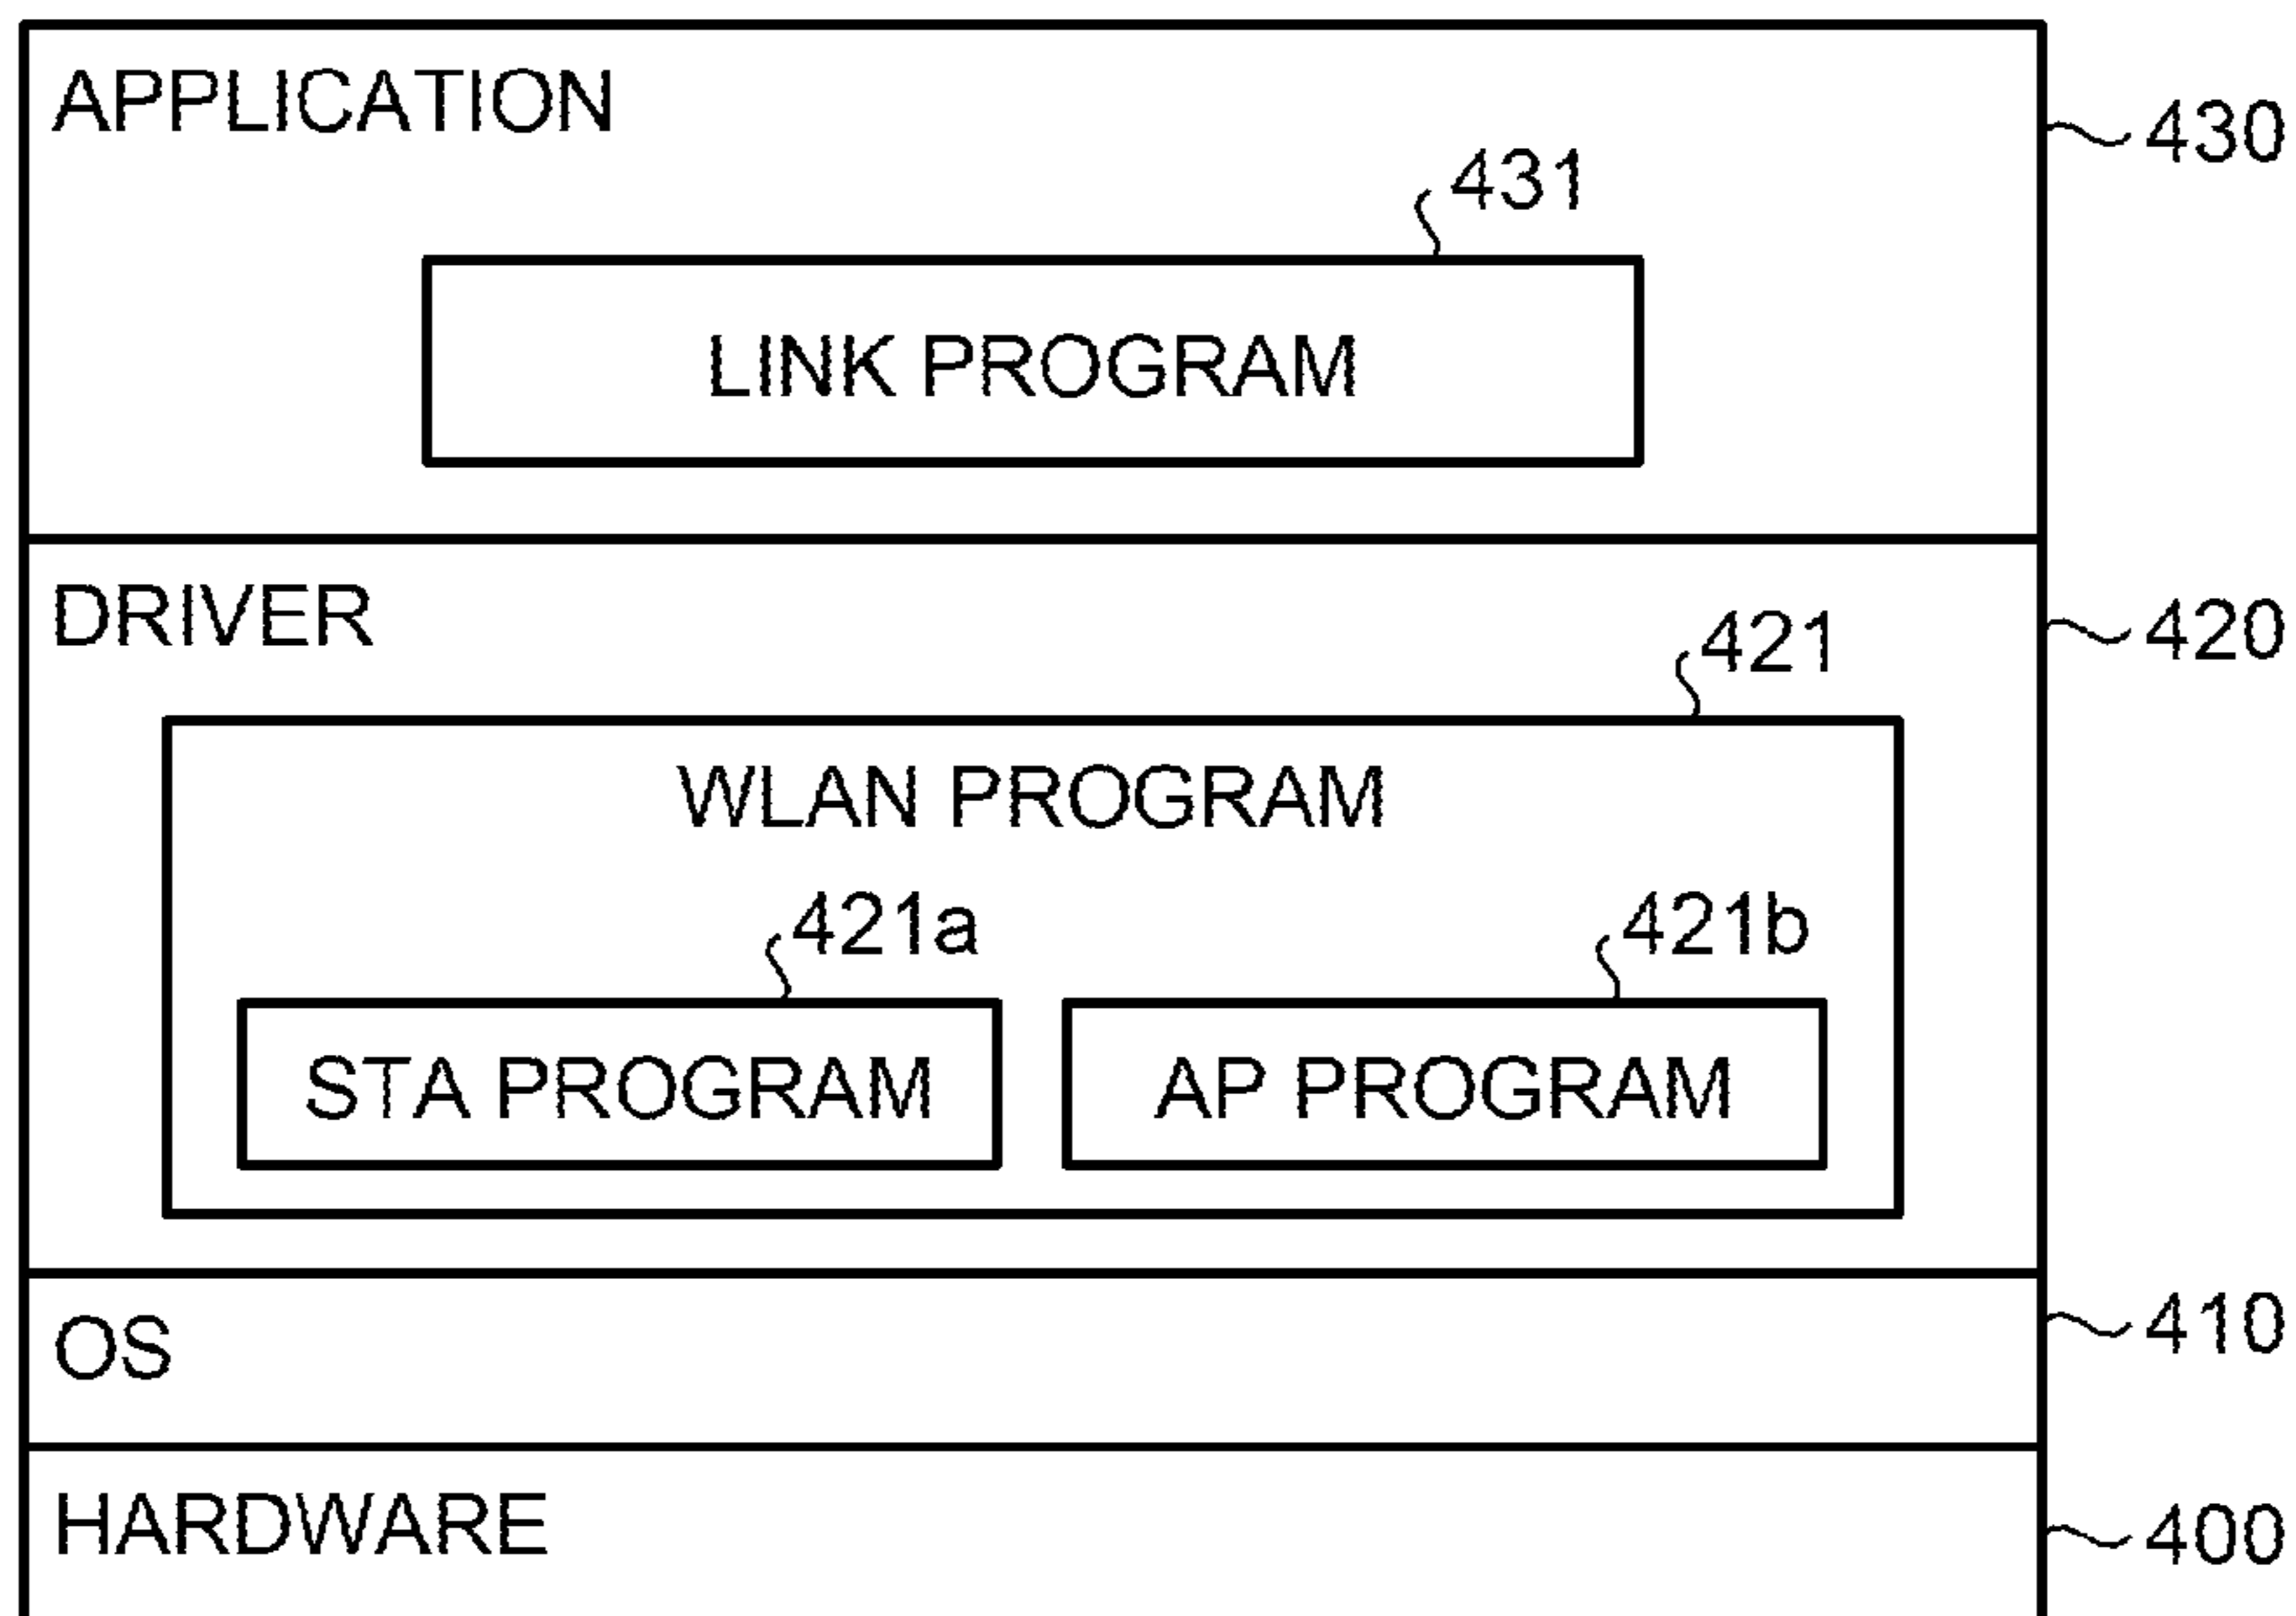 APPLICATION
430
431
LINK PROGRAM
DRIVER
420
421
WLAN PROGRAM
421a
421b
STA PROGRAM
AP PROGRAM
OS
410
HARDWARE
400